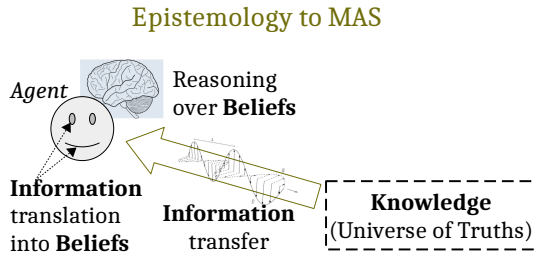 Epistemology to MAS
Agent
Reasoning
over Beliefs
Information
translation
into Beliefs
Information
transfer
Knowledge
(Universe of Truths)